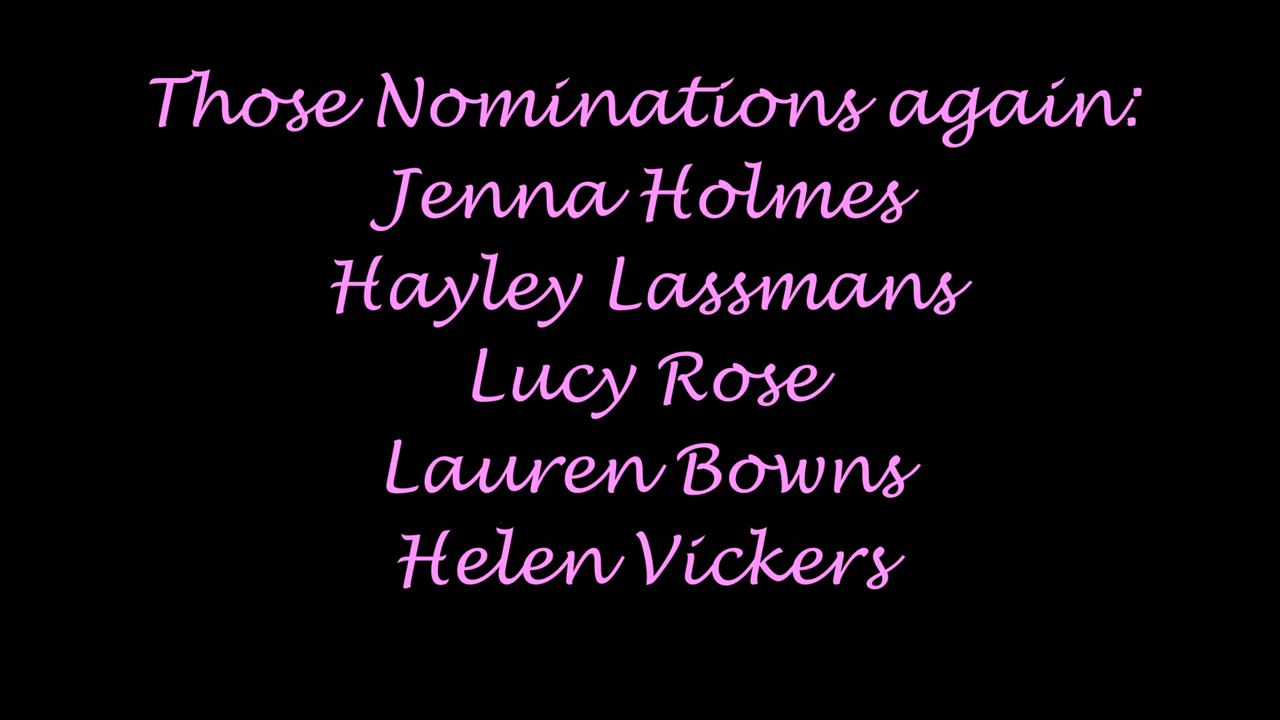 Those Nominations again:
Jenna Holmes
Hayley Lassmans
Lucy Rose
Lauren Bowns
Helen Vickers